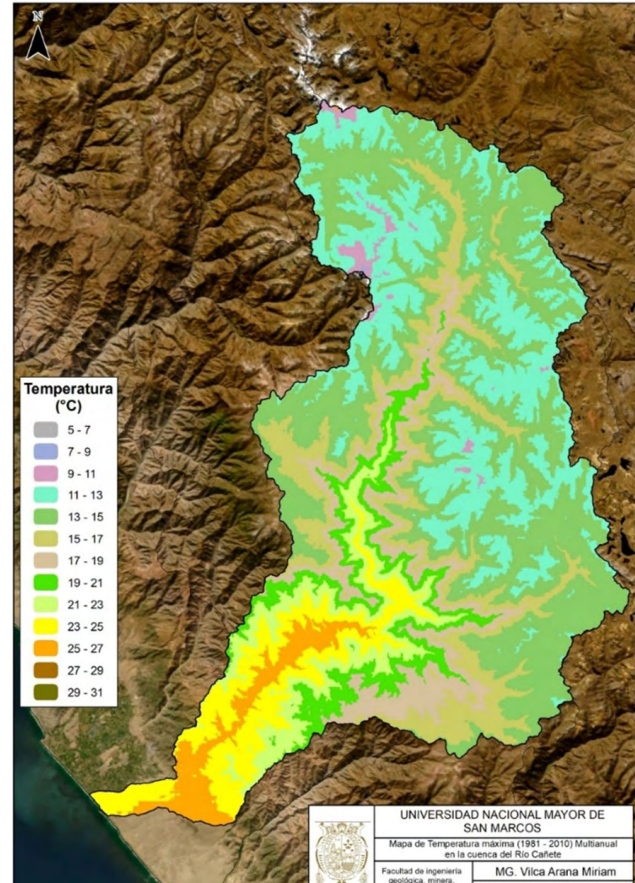 N
Temperatura
(°C)
5 - 7
7 - 9
9 - 11
11 - 13
13 - 15
15 - 17
17 - 19
19 - 21
21 - 23
23 - 25
25 - 27
27 - 29
29 - 31
UNIVERSIDAD NACIONAL MAYOR DE
SAN MARCOS
Mapa de Temperatura máxima (1981 - 2010) Multianual
en la cuenca del Río Cañete
Facultad de ingeniería
geológica, minera,
MG. Vilca Arana Miriam